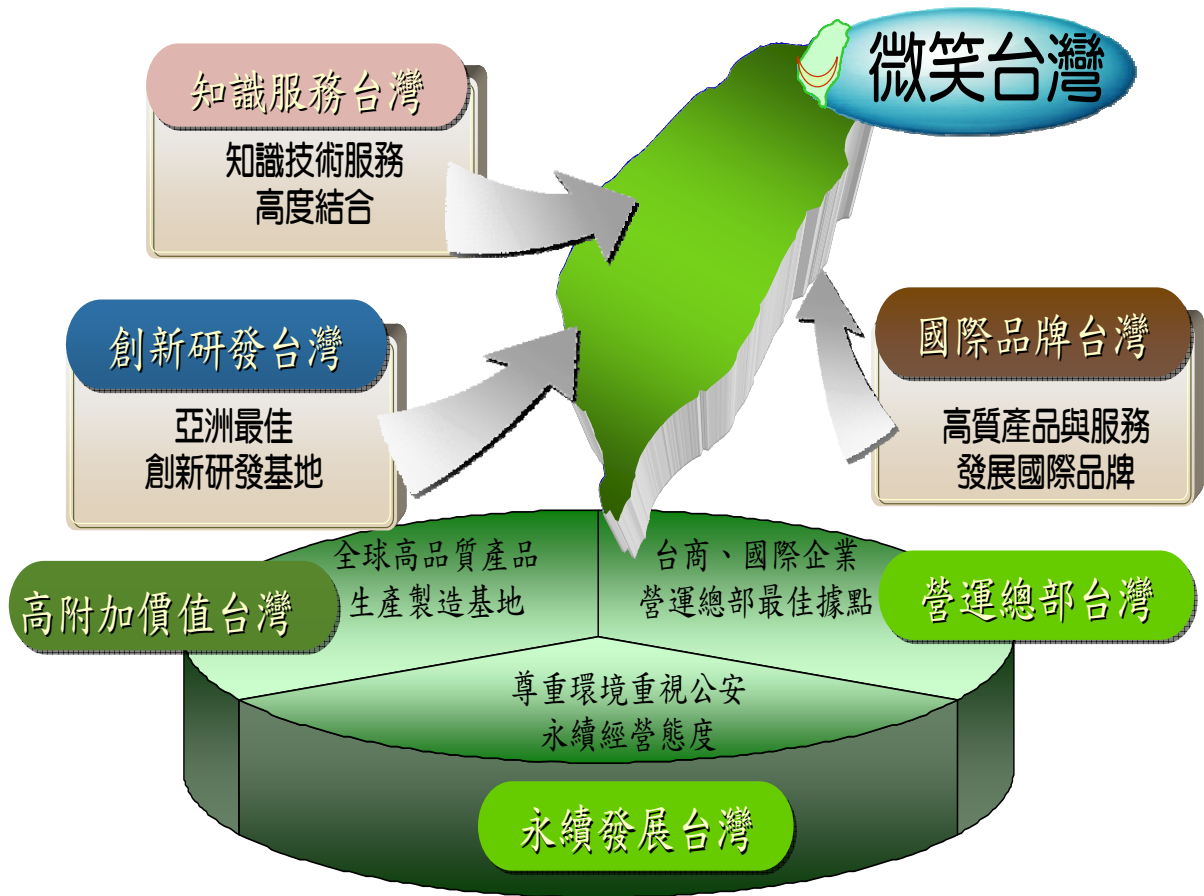 微笑台灣
知識服務台灣
知識技術服務
高度結合
創新研發台灣
亞洲最佳
創新研發基地
國際品牌台灣
高質產品與服務
發展國際品牌
高附加價值台灣
全球高品質產品
生產製造基地
台商、國際企業
營運總部最佳據點
營運總部台灣
尊重環境重視公安
永續經營態度
永續發展台灣